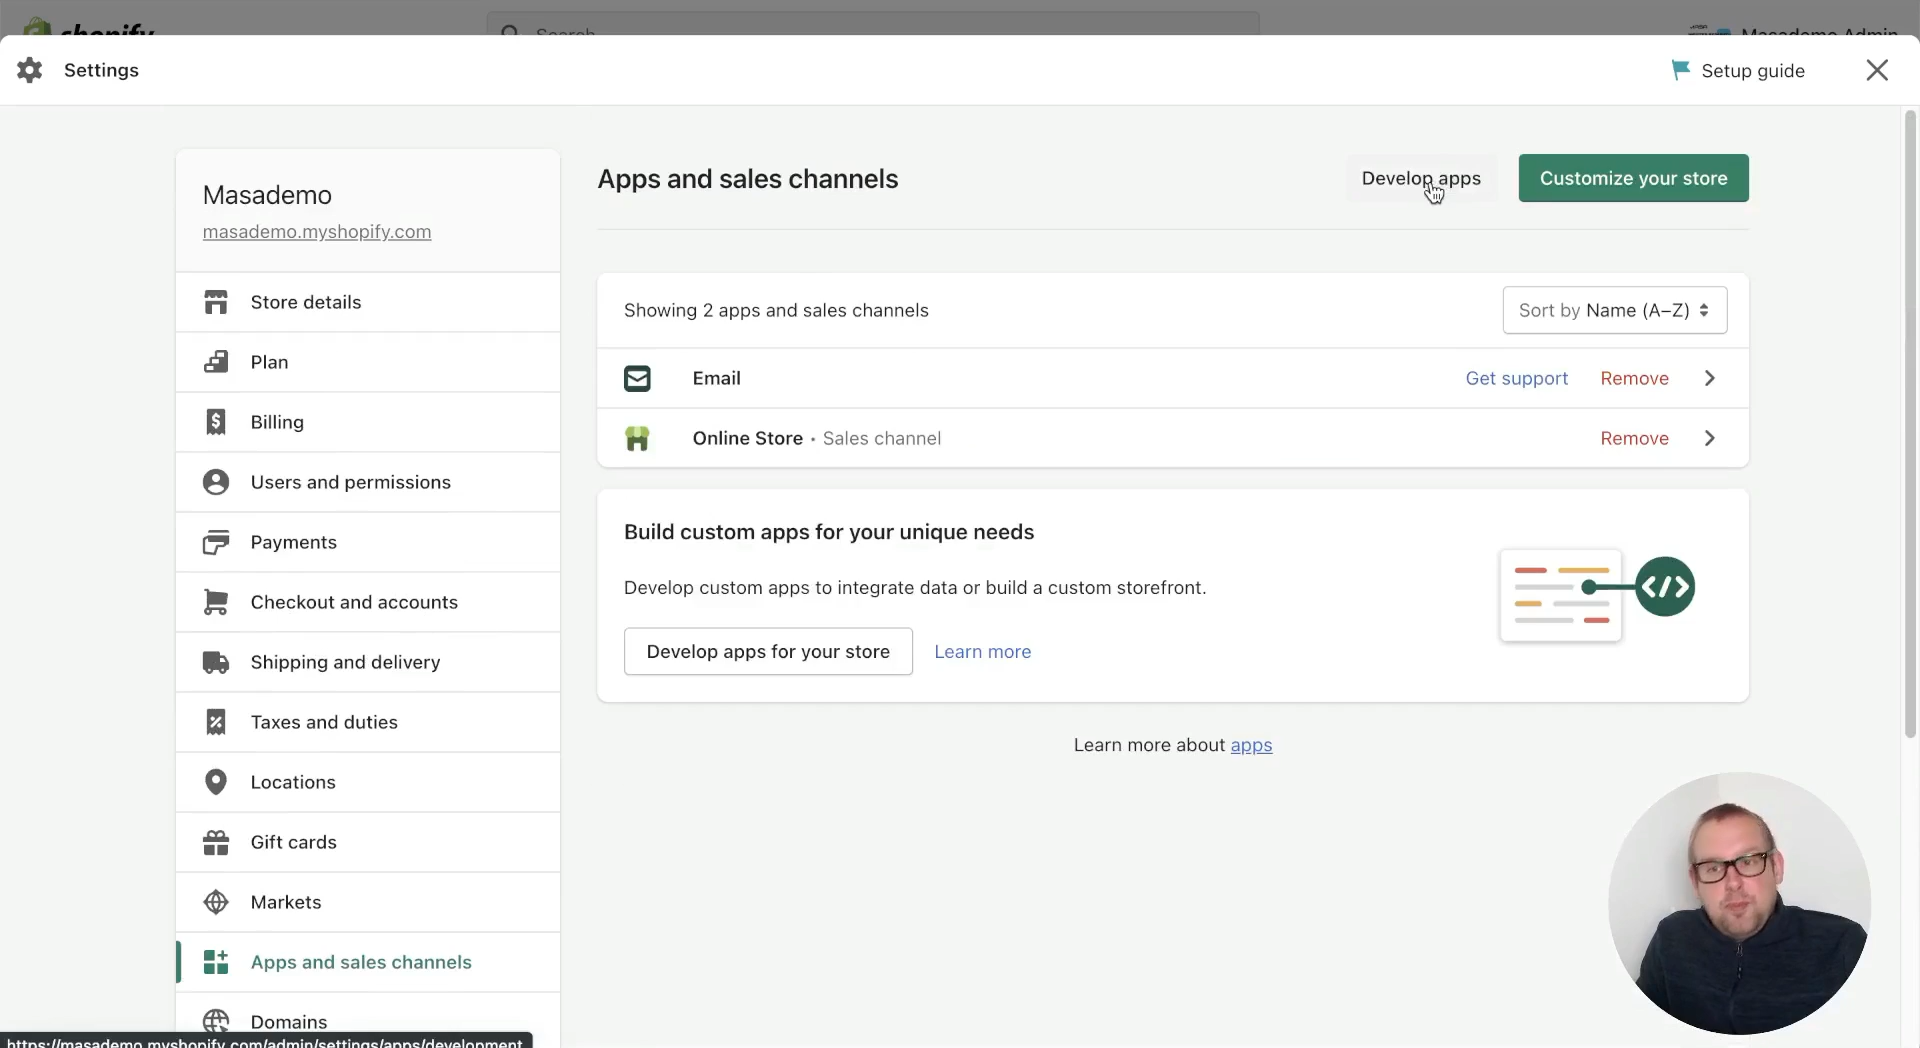 shopify
Search
Masademo Admin
Settings
Setup guide
Masademo
masademo.myshopify.com
Apps and sales channels
Develop apps
Customize your store
Showing 2 apps and sales channels
Sort by Name (A–Z)
Email
Get support
Remove
Online Store • Sales channel
Remove
Build custom apps for your unique needs
Develop custom apps to integrate data or build a custom storefront.
Develop apps for your store
Learn more
Learn more about apps
Store details
Plan
Billing
Users and permissions
Payments
Checkout and accounts
Shipping and delivery
Taxes and duties
Locations
Gift cards
Markets
Apps and sales channels
Domains
https://masademo.myshopify.com/admin/settings/apps/development